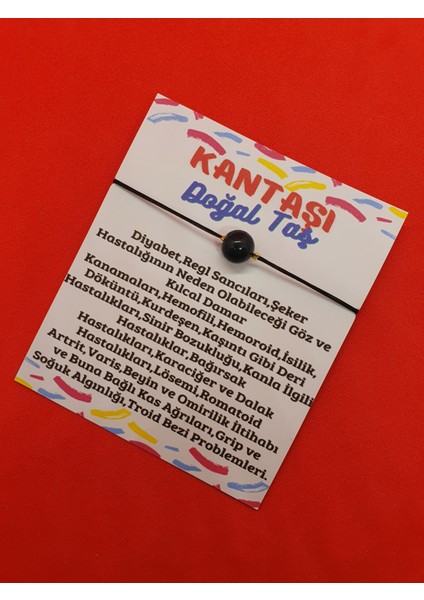 KANTAŞI
Doğal Taş
Diyabet,Regl Sancıları,Şeker
Hastalığının Neden Olabileceği Göz ve
Kılcal Damar
Kanamaları,Hemofili,Hemoroid,İsilik,
Döküntü,Kurdeşen,Kaşıntı Gibi Deri
Hastalıkları,Sinir Bozukluğu,Kanla İlgili
Hastalıklar,Bağırsak
Hastalıkları,Karaciğer ve Dalak
Hastalıkları,Lösemi,Romatoid
Artrit,Varis,Beyin ve Omirilik İltihabı
ve Buna Bağlı Kas Ağrıları,Grip ve
Soğuk Algınlığı,Troid Bezi Problemleri.